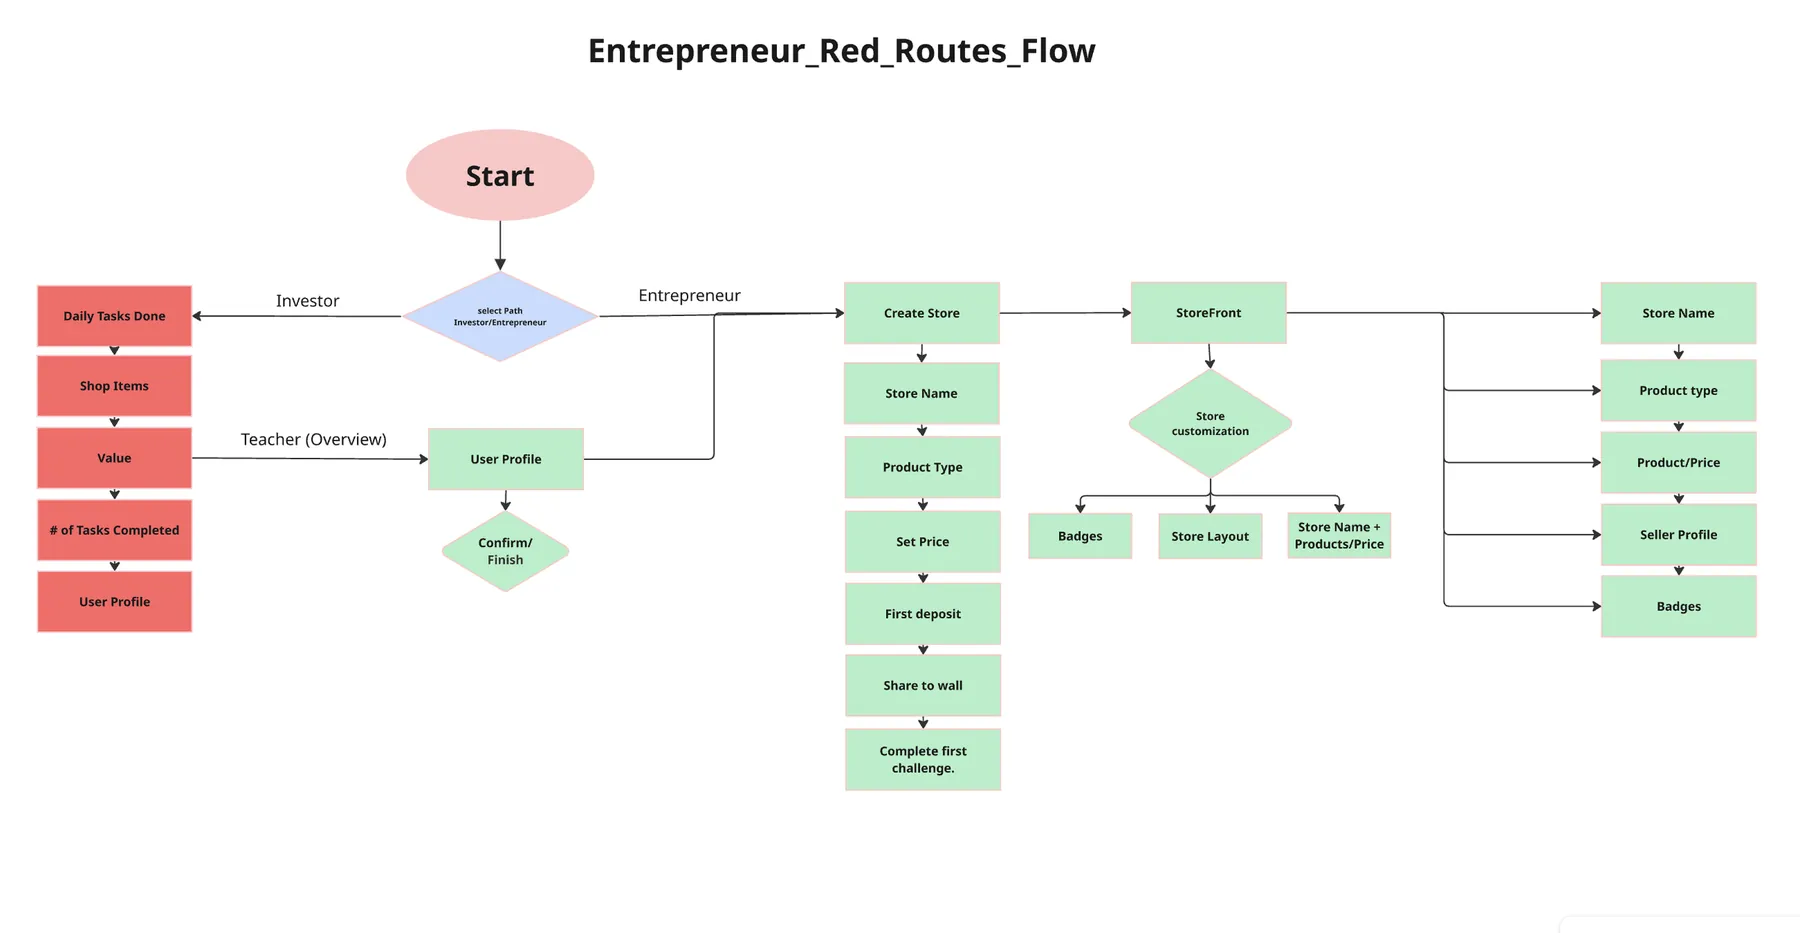 Entrepreneur_Red_Routes_Flow
Start
select Path
Investor/Entrepreneur
Investor
Entrepreneur
Daily Tasks Done
Shop Items
Value
# of Tasks Completed
User Profile
Teacher (Overview)
User Profile
Confirm/
Finish
Create Store
Store Name
Product Type
Set Price
First deposit
Share to wall
Complete first
challenge.
StoreFront
Store
customization
Badges
Store Layout
Store Name +
Products/Price
Store Name
Product type
Product/Price
Seller Profile
Badges